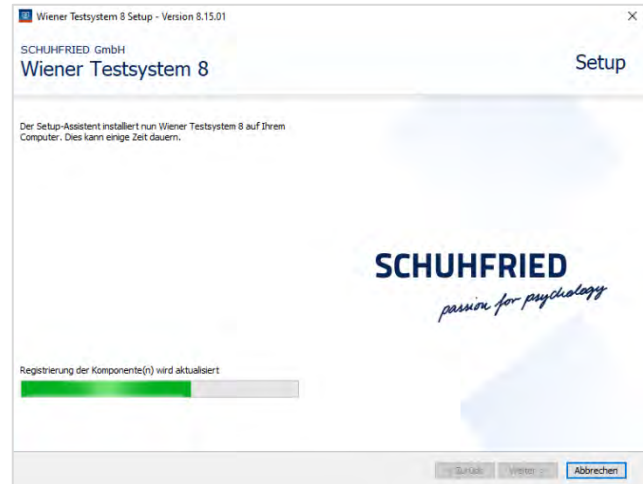 Wiener Testsystem 8 Setup - Version 8.15.01
SCHUHFRIED GmbH
Wiener Testsystem 8
Setup
Der Setup-Assistent installiert nun Wiener Testsystem 8 auf Ihrem
Computer. Dies kann einige Zeit dauern.
SCHUHFRIED
passion for psychology
Registrierung der Komponente(n) wird aktualisiert
< Zurück
Weiter >
Abbrechen